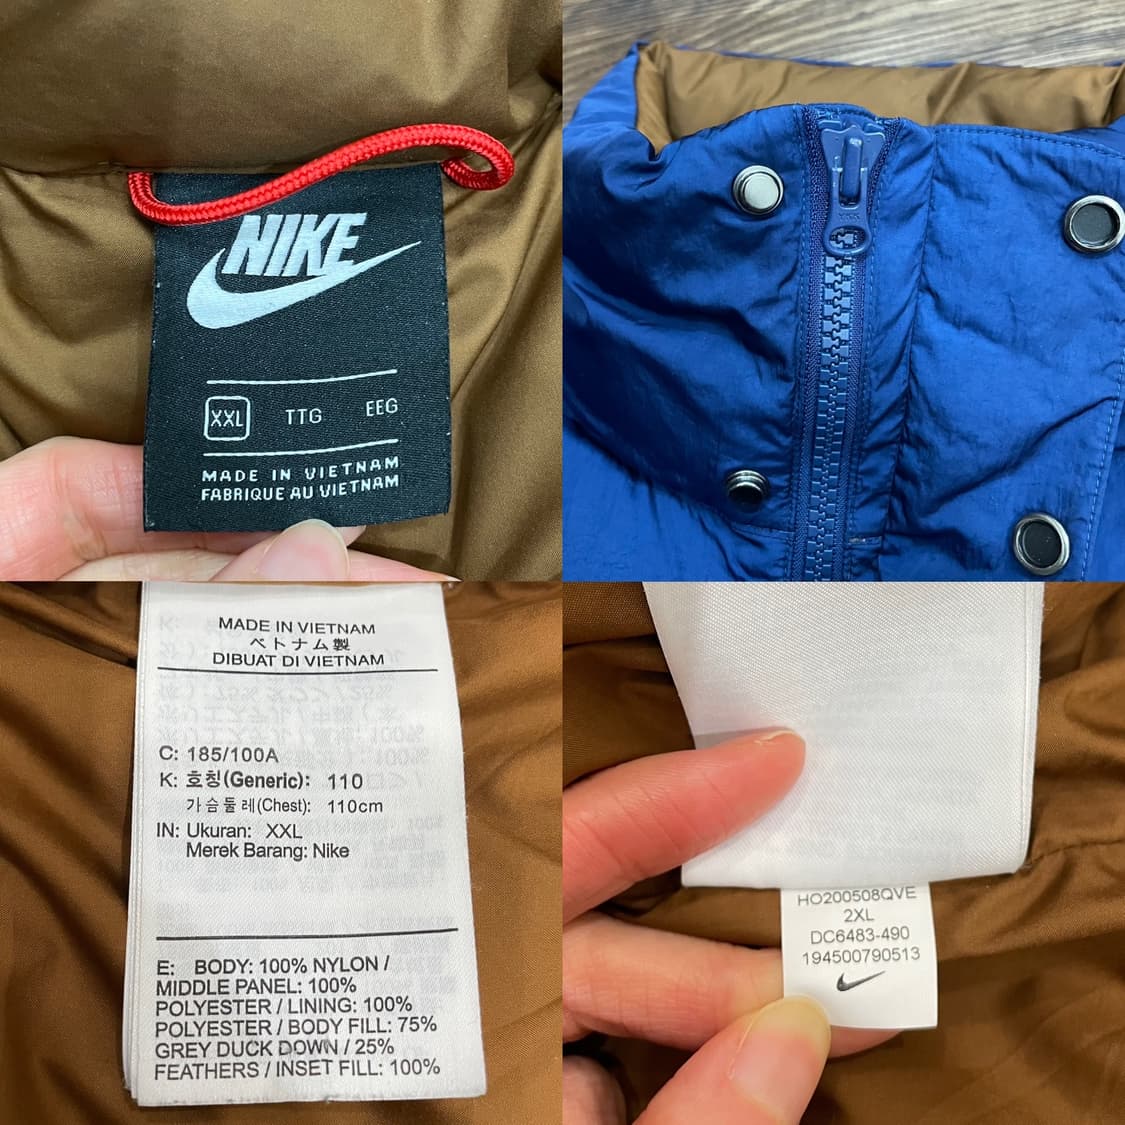 NIKE
XXL TTG EEG
MADE IN VIETNAM
FABRIQUE AU VIETNAM
YKK
MADE IN VIETNAM
ベトナム製
DIBUAT DI VIETNAM
C: 185/100A
K: 호칭(Generic): 110
가슴둘레(Chest): 110cm
IN: Ukuran: XXL
Merek Barang: Nike
E: BODY: 100% NYLON /
MIDDLE PANEL: 100%
POLYESTER / LINING: 100%
POLYESTER / BODY FILL: 75%
GREY DUCK DOWN / 25%
FEATHERS / INSET FILL: 100%
HO200508QVE
2XL
DC6483-490
194500790513